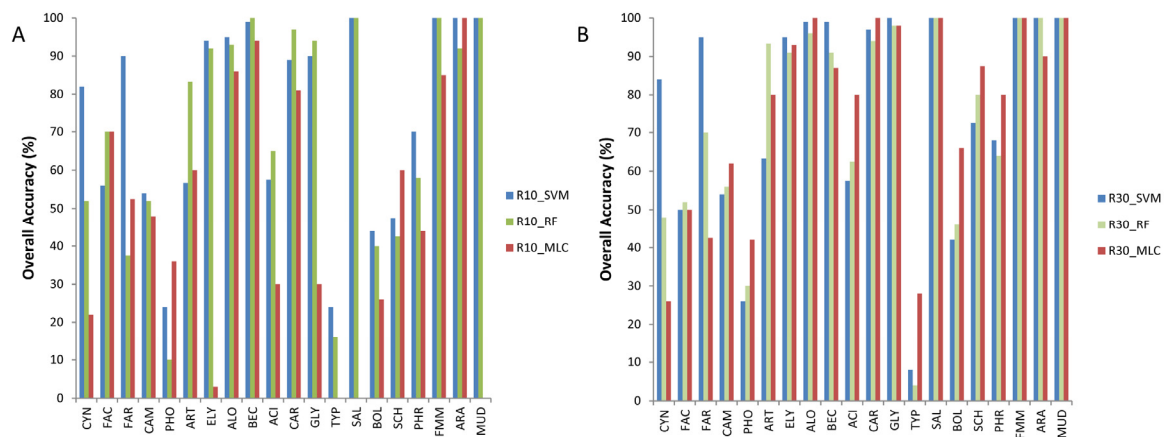 A
Overall Accuracy (%)
100
90
80
70
60
50
40
30
20
10
0
CYN
FAC
FAR
CAM
PHO
ART
ELY
ALO
BEC
ACI
CAR
GLY
TYP
SAL
BOL
SCH
PHR
FMM
ARA
MUD
R10_SVM
R10_RF
R10_MLC
B
Overall Accuracy (%)
100
90
80
70
60
50
40
30
20
10
0
CYN
FAC
FAR
CAM
PHO
ART
ELY
ALO
BEC
ACI
CAR
GLY
TYP
SAL
BOL
SCH
PHR
FMM
ARA
MUD
R30_SVM
R30_RF
R30_MLC